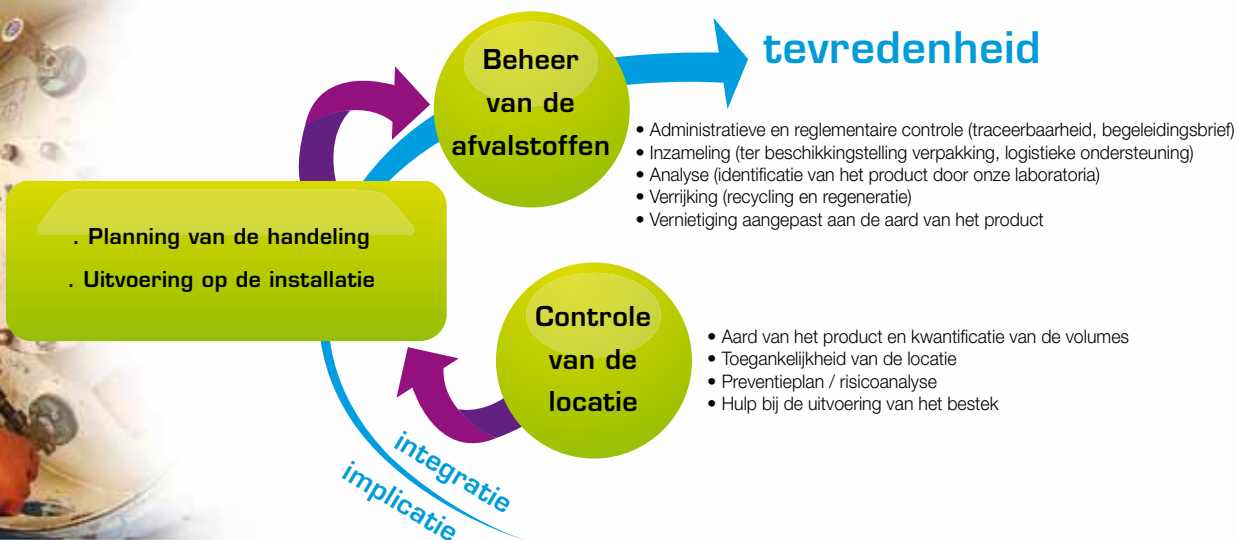 tevredenheid
Beheer
van de
afvalstoffen
• Administratieve en reglementaire controle (traceerbaarheid, begeleidingsbrief)
• Inzameling (ter beschikkingstelling verpakking, logistieke ondersteuning)
• Analyse (identificatie van het product door onze laboratoria)
• Verrijking (recycling en regeneratie)
• Vernietiging aangepast aan de aard van het product
. Planning van de handeling
. Uitvoering op de installatie
Controle
van de
locatie
• Aard van het product en kwantificatie van de volumes
• Toegankelijkheid van de locatie
• Preventieplan / risicoanalyse
• Hulp bij de uitvoering van het bestek
integratie
implicatie